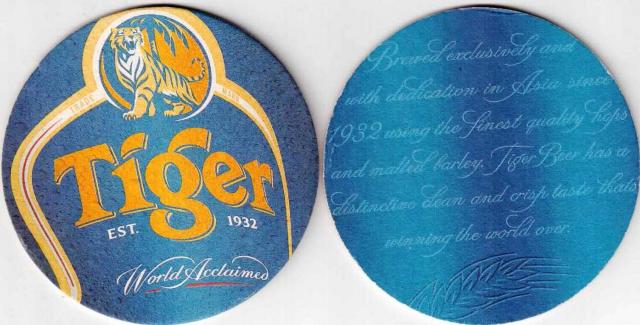 TRADE MARK
Tiger
EST. 1932
World Acclaimed
Brewed exclusively and
with dedication in Asia since
1932 using the finest quality hops
and malted barley. Tiger Beer has a
distinctive clean and crisp taste thats
winning the world over.